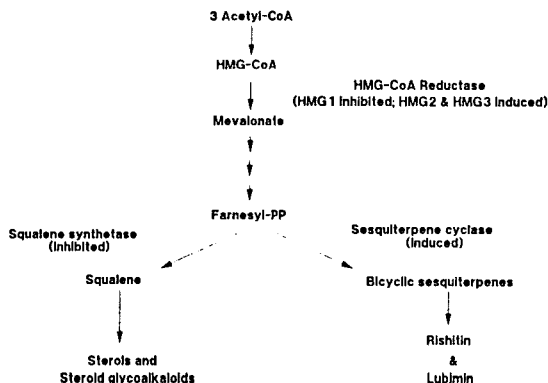 3 Acetyl-CoA
HMG-CoA
HMG-CoA Reductase
(HMG1 Inhibited; HMG2 & HMG3 Induced)
Mevalonate
Farnesyl-PP
Squalene synthetase
(Inhibited)
Sesquiterpene cyclase
(Induced)
Squalene
Bicyclic sesquiterpenes
Sterols and
Steroid glycoalkaloids
Rishitin
&
Lubimin